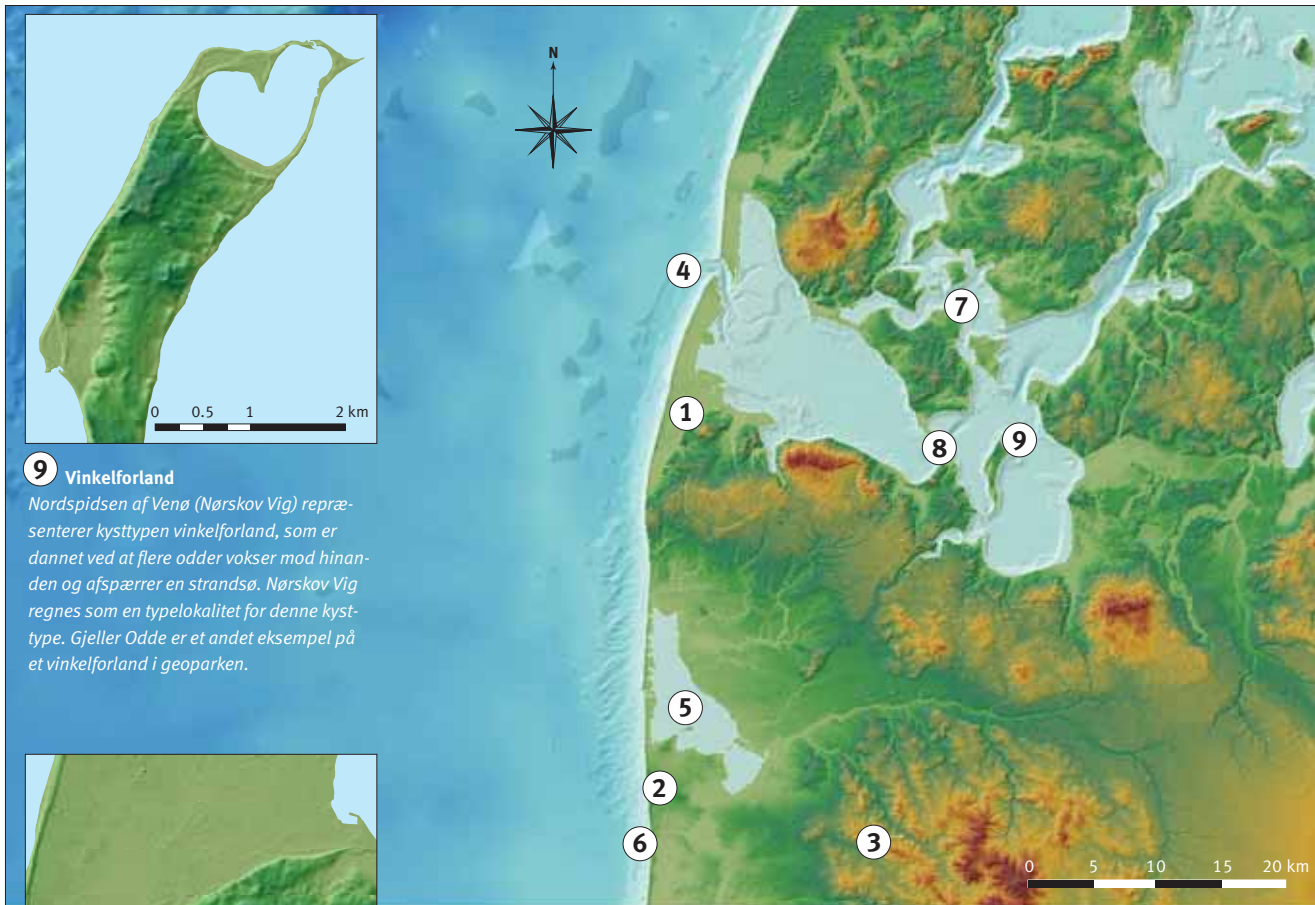 N
0 0.5 1 2 km
9 Vinkelforland
Nordspidsen af Venø (Nørskov Vig) repræ-
senterer kysttypen vinkelforland, som er
dannet ved at flere odder vokser mod hinan-
den og afspærrer en strandsø. Nørskov Vig
regnes som en typelokalitet for denne kyst-
type. Gjeller Odde er et andet eksempel på
et vinkelforland i geoparken.
4
7
1
8
9
5
2
6
3
0 5 10 15 20 km